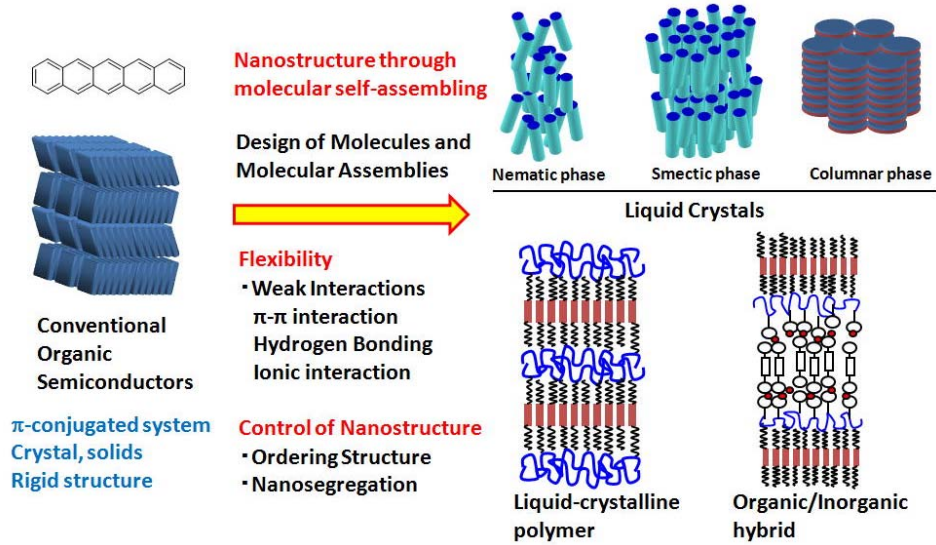 Nanostructure through
molecular self-assembling
Design of Molecules and
Molecular Assemblies
Nematic phase
Smectic phase
Columnar phase
Liquid Crystals
Conventional
Organic
Semiconductors
π-conjugated system
Crystal, solids
Rigid structure
Flexibility
・Weak Interactions
π-π interaction
Hydrogen Bonding
Ionic interaction
Control of Nanostructure
・Ordering Structure
・Nanosegregation
Liquid-crystalline
polymer
Organic/Inorganic
hybrid